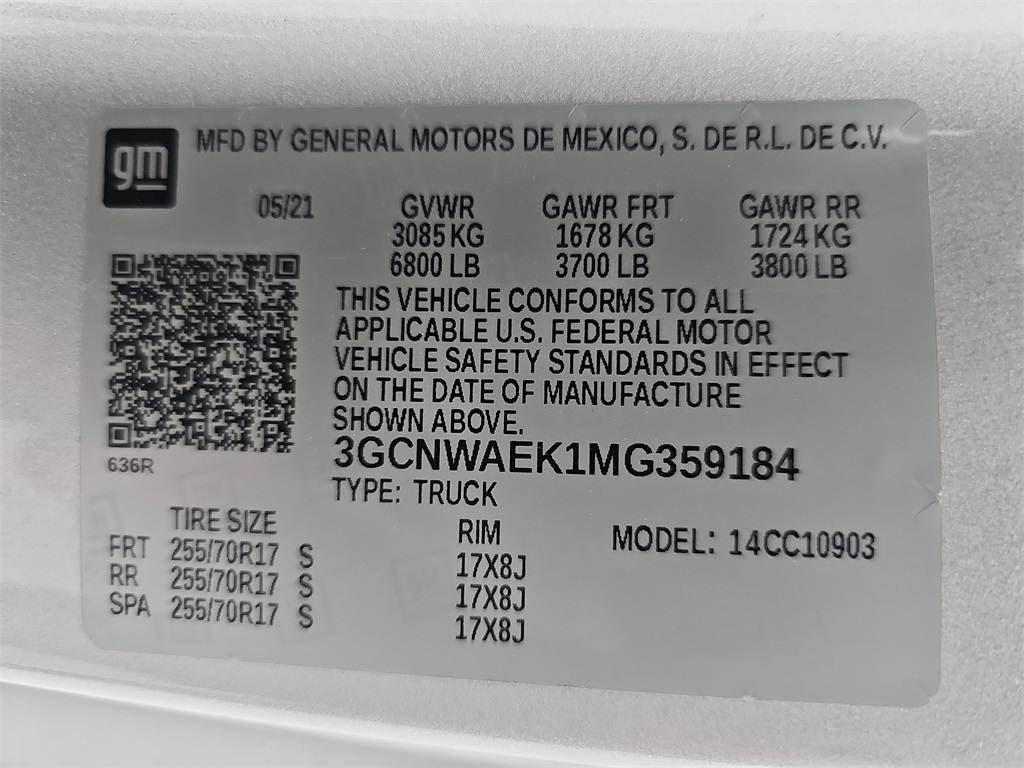 gm
MFD BY GENERAL MOTORS DE MEXICO, S. DE R.L. DE C.V.
05/21 GVWR GAWR FRT GAWR RR
3085 KG 1678 KG 1724 KG
6800 LB 3700 LB 3800 LB
THIS VEHICLE CONFORMS TO ALL
APPLICABLE U.S. FEDERAL MOTOR
VEHICLE SAFETY STANDARDS IN EFFECT
ON THE DATE OF MANUFACTURE
SHOWN ABOVE.
3GCNWAEK1MG359184
636R
TYPE: TRUCK
TIRE SIZE RIM MODEL: 14CC10903
FRT 255/70R17 S 17X8J
RR 255/70R17 S 17X8J
SPA 255/70R17 S 17X8J